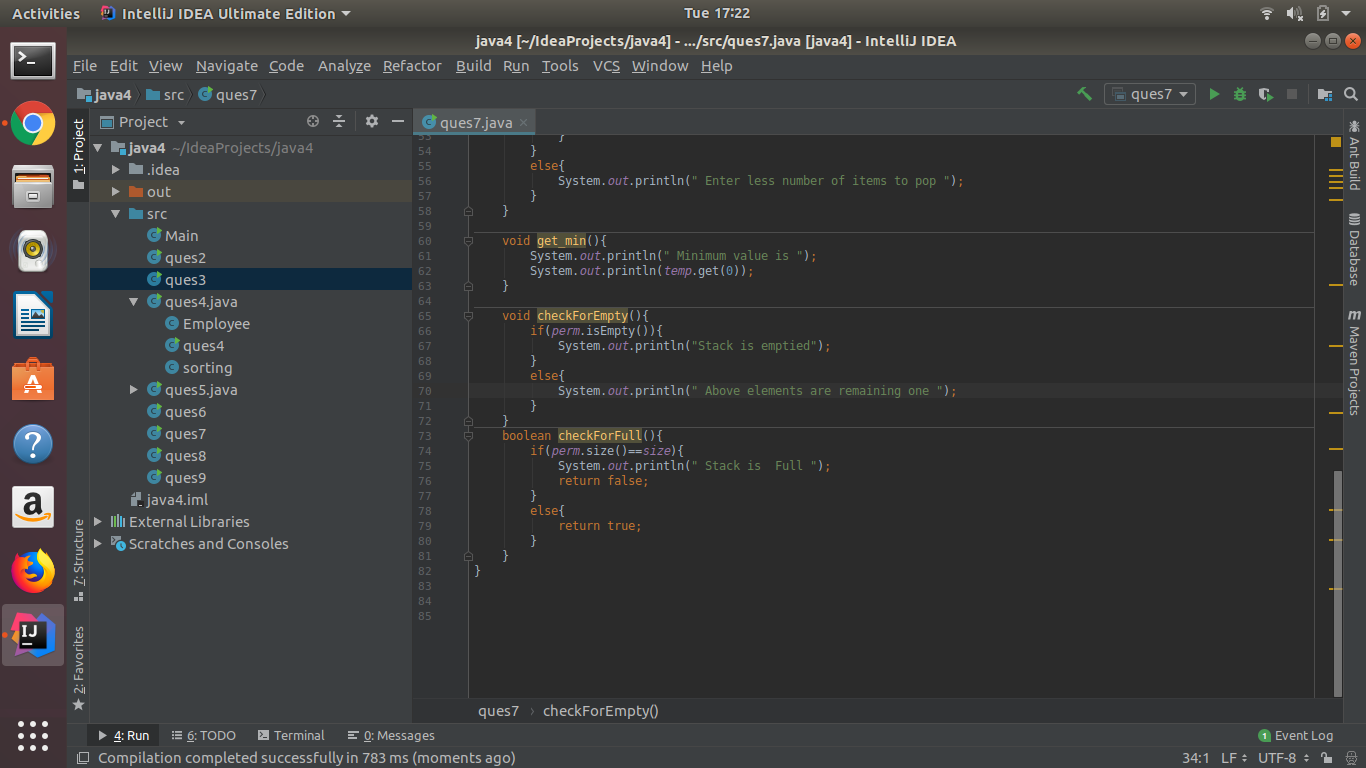 Activities IntelliJ IDEA Ultimate Edition Tue 17:22
java4 [~/IdeaProjects/java4] - .../src/ques7.java [java4] - IntelliJ IDEA
File Edit View Navigate Code Analyze Refactor Build Run Tools VCS Window Help
java4 src ques7 ques7
Project ques7.java
1: Project
java4 ~/IdeaProjects/java4
.idea
out
src
Main
ques2
ques3
ques4.java
Employee
ques4
sorting
ques5.java
ques6
ques7
ques8
ques9
java4.iml
External Libraries
Scratches and Consoles
7: Structure
2: Favorites
53 }
54 }
55 else{
56 System.out.println(" Enter less number of items to pop ");
57 }
58 }
59
60 void get_min(){
61 System.out.println(" Minimum value is ");
62 System.out.println(temp.get(0));
63 }
64
65 void checkForEmpty(){
66 if(perm.isEmpty()){
67 System.out.println("Stack is emptied");
68 }
69 else{
70 System.out.println(" Above elements are remaining one ");
71 }
72 }
73 boolean checkForFull(){
74 if(perm.size()==size){
75 System.out.println(" Stack is  Full ");
76 return false;
77 }
78 else{
79 return true;
80 }
81 }
82 }
83
84
85
Ant Build
Database
m Maven Projects
ques7 checkForEmpty()
4: Run 6: TODO Terminal 0: Messages 1 Event Log
Compilation completed successfully in 783 ms (moments ago) 34:1 LF UTF-8